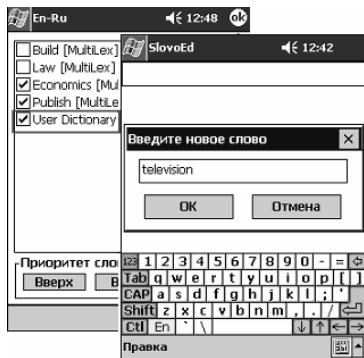 En-Ru 12:48 ok
Build [MultiLex]
Law [MultiLex]
Economics [Mul
Publish [MultiLe
User Dictionary
Приоритет сло
Вверх В
SlovoEd 12:42
Введите новое слово
television
OK Отмена
123 1 2 3 4 5 6 7 8 9 0 - =
Tab q w e r t y u i o p [ ]
CAP a s d f g h j k l ; '
Shift z x c v b n m , . /
Ctl En ` \
Правка